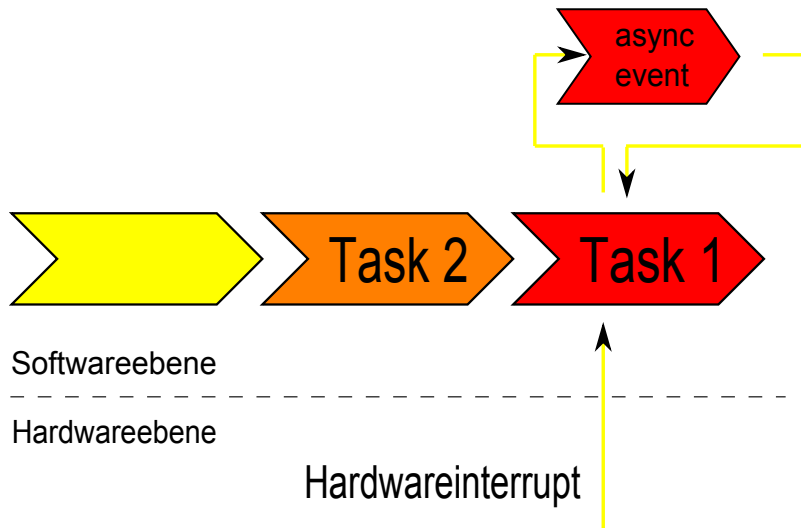 async
event
Task 2
Task 1
Softwareebene
Hardwareebene
Hardwareinterrupt